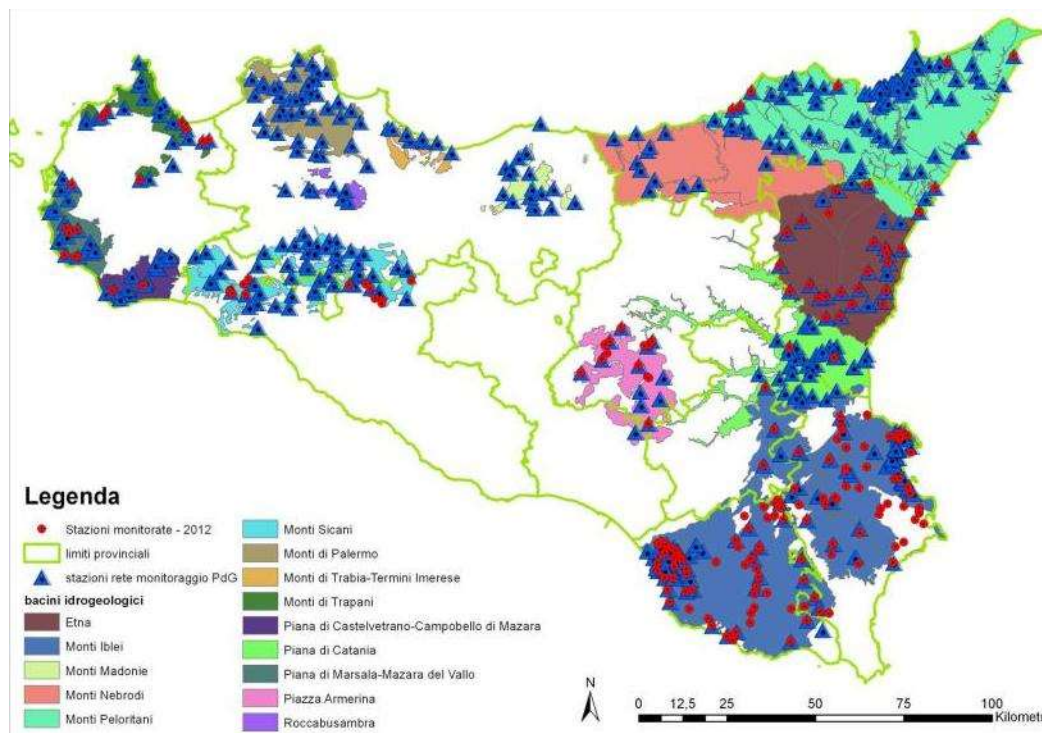 Legenda
Stazioni monitorate - 2012
limiti provinciali
stazioni rete monitoraggio PdG
bacini idrogeologici
Etna
Monti Iblei
Monti Madonie
Monti Nebrodi
Monti Peloritani
Monti Sicani
Monti di Palermo
Monti di Trabia-Termini Imerese
Monti di Trapani
Piana di Castelvetrano-Campobello di Mazara
Piana di Catania
Piana di Marsala-Mazara del Vallo
Piazza Armerina
Roccabusambra
N
0 12,5 25 50 75 100
Kilomet